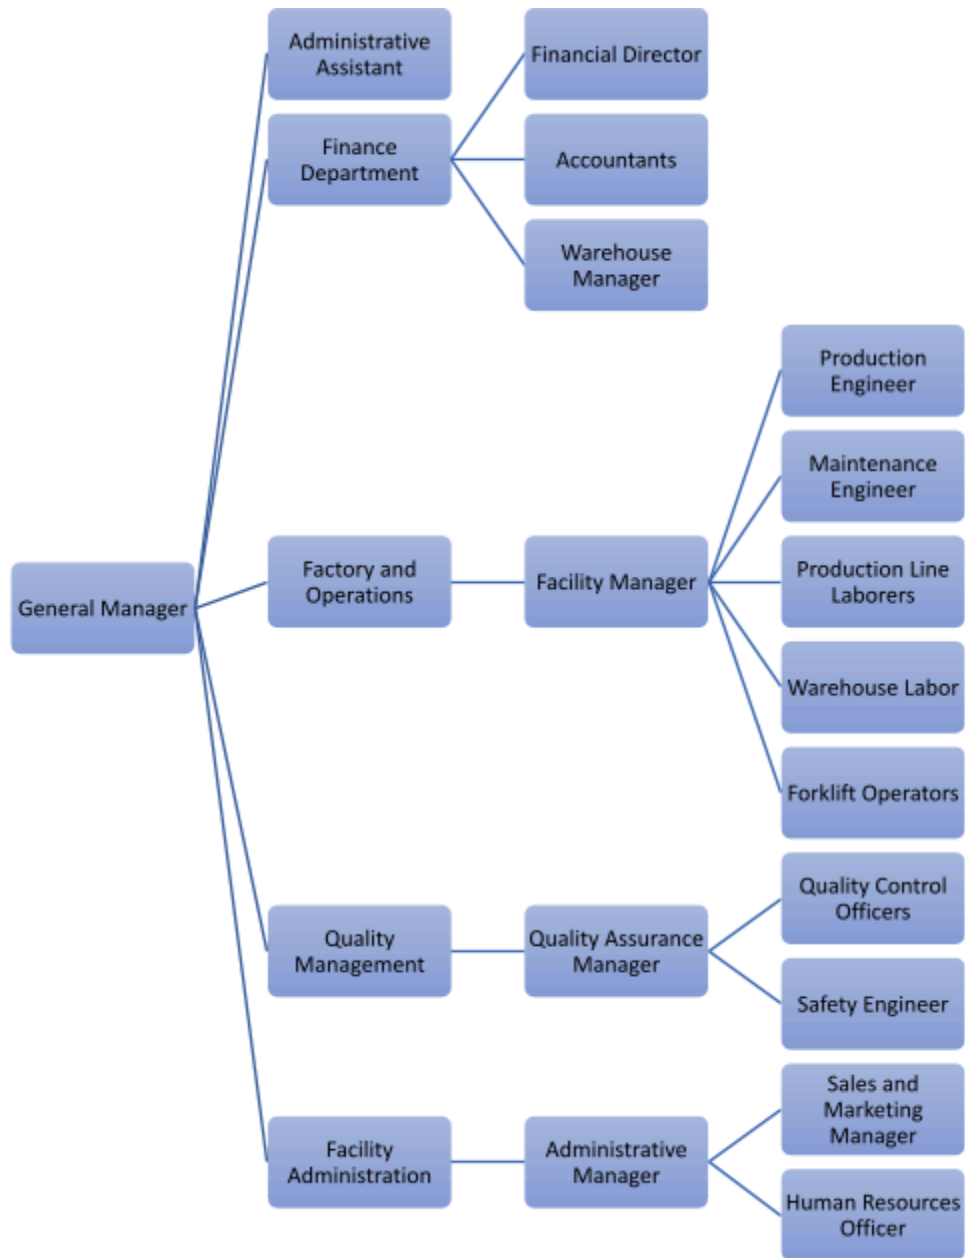 Administrative
Assistant
Financial Director
Finance
Department
Accountants
Warehouse
Manager
Production
Engineer
Maintenance
Engineer
General Manager
Factory and
Operations
Facility Manager
Production Line
Laborers
Warehouse Labor
Forklift Operators
Quality
Management
Quality Assurance
Manager
Quality Control
Officers
Safety Engineer
Facility
Administration
Administrative
Manager
Sales and
Marketing
Manager
Human Resources
Officer